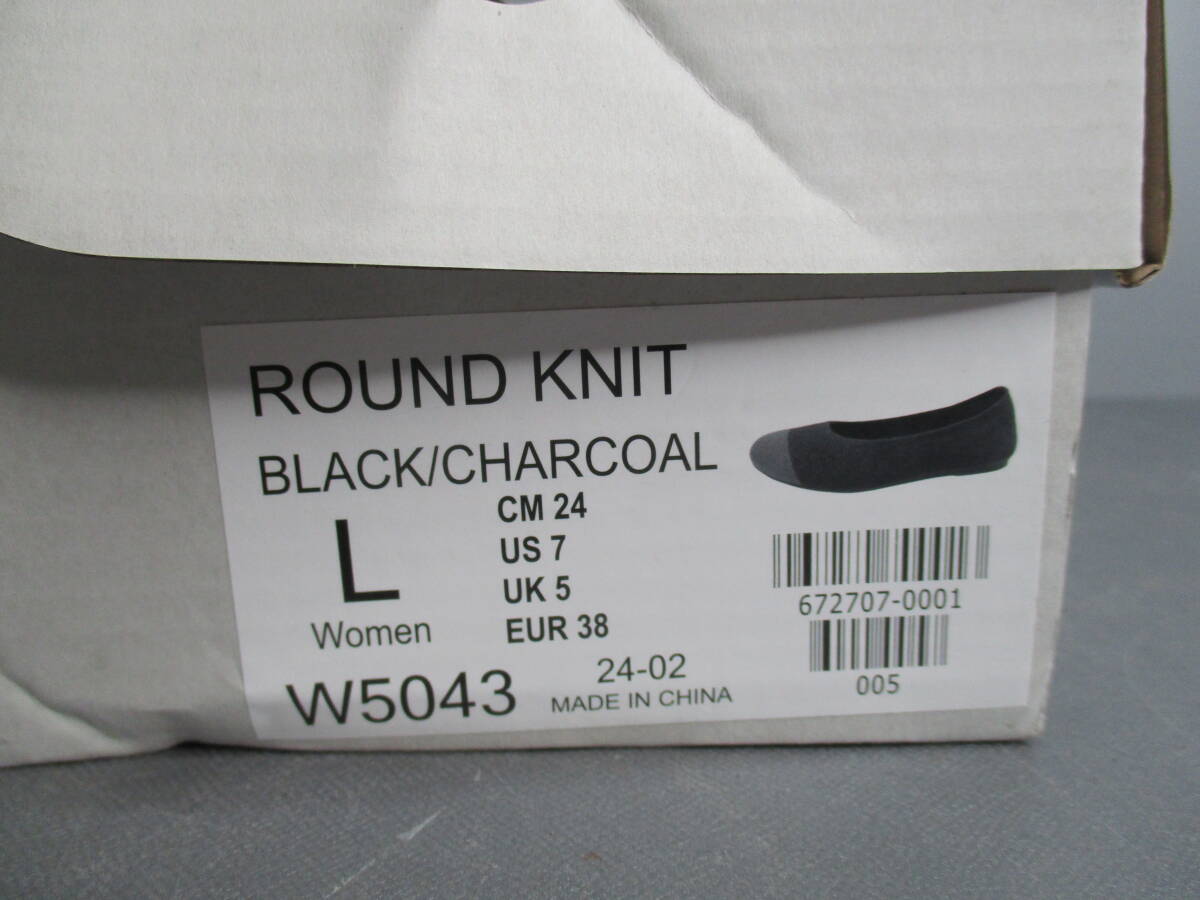 ROUND KNIT
BLACK/CHARCOAL
L
Women
CM 24
US 7
UK 5
EUR 38
W5043
24-02
MADE IN CHINA
672707-0001
005